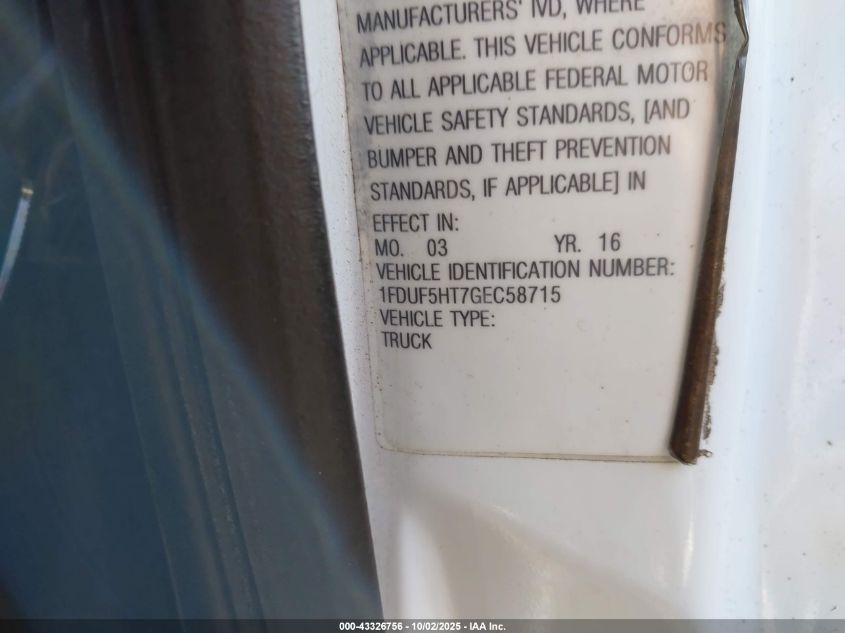 MANUFACTURERS' IVD, WHERE
APPLICABLE. THIS VEHICLE CONFORMS
TO ALL APPLICABLE FEDERAL MOTOR
VEHICLE SAFETY STANDARDS, [AND
BUMPER AND THEFT PREVENTION
STANDARDS, IF APPLICABLE] IN
EFFECT IN:
MO. 03 YR. 16
VEHICLE IDENTIFICATION NUMBER:
1FDUF5HT7GEC58715
VEHICLE TYPE:
TRUCK
000-43326756 - 10/02/2025 - IAA Inc.